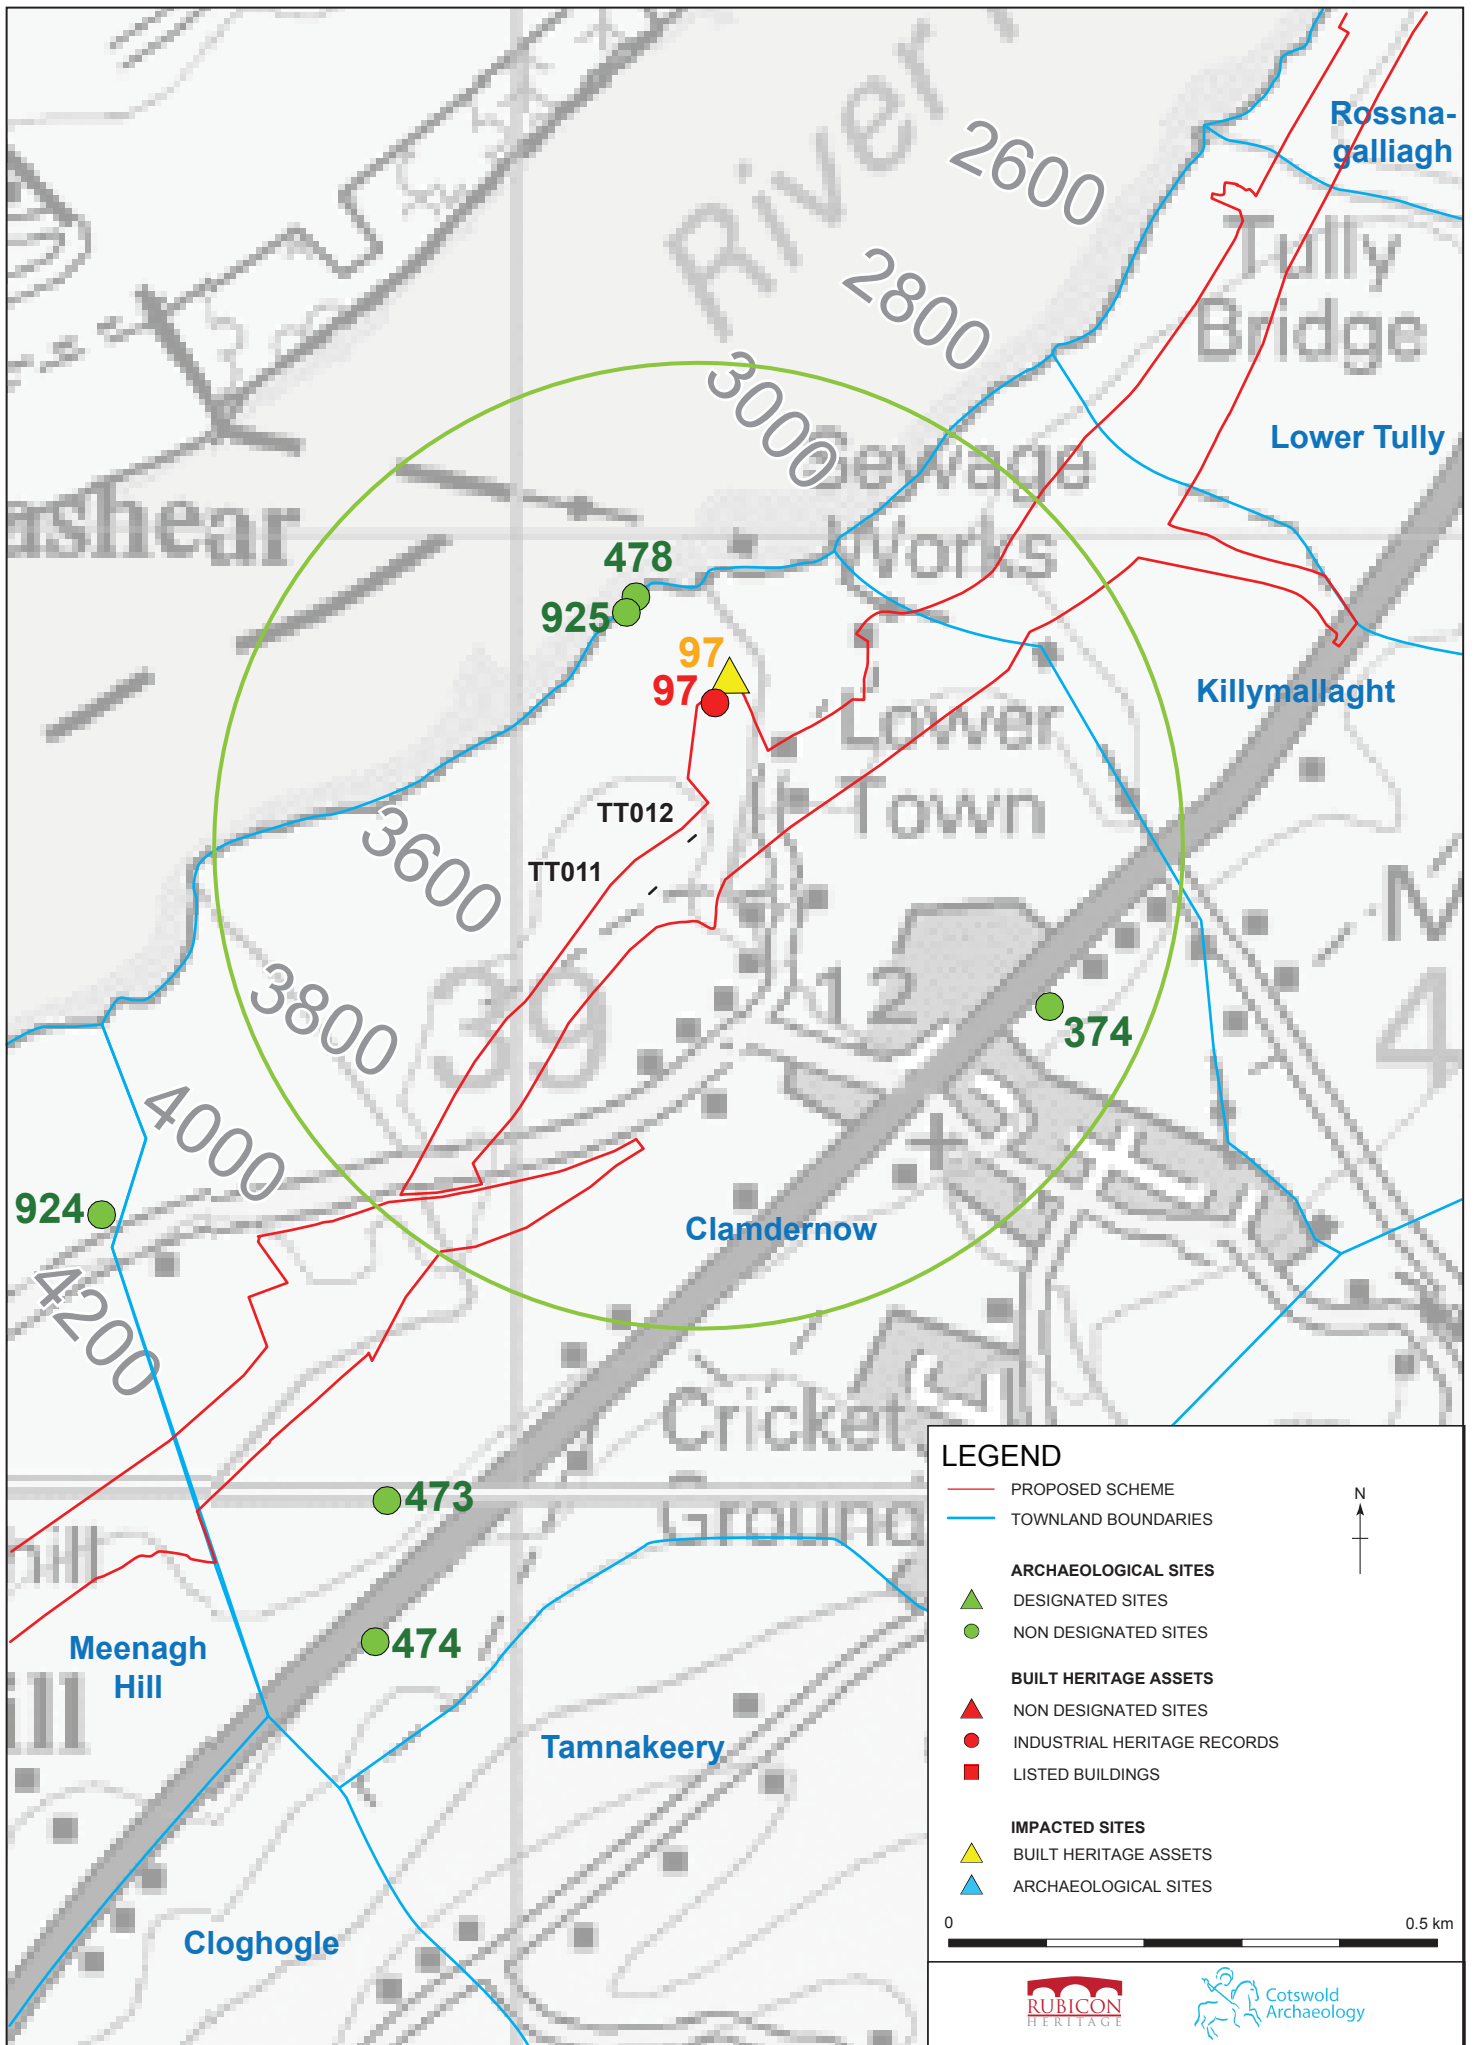 River
2600
Rossna-
galliagh
2800
Tully
Bridge
3000
Lower Tully
Sewage
Works
ashear
478
925
97
97
Killymallaght
Lower
Town
TT012
3600
TT011
M
39
12
3800
374
4
4000
924
Clamdernow
4200
Cricket
Ground
473
hill
474
Meenagh
Hill
ill
Tamnakeery
Cloghogle
LEGEND
PROPOSED SCHEME
TOWNLAND BOUNDARIES
N
ARCHAEOLOGICAL SITES
DESIGNATED SITES
NON DESIGNATED SITES
BUILT HERITAGE ASSETS
NON DESIGNATED SITES
INDUSTRIAL HERITAGE RECORDS
LISTED BUILDINGS
IMPACTED SITES
BUILT HERITAGE ASSETS
ARCHAEOLOGICAL SITES
0 0.5 km
RUBICON
HERITAGE
Cotswold
Archaeology